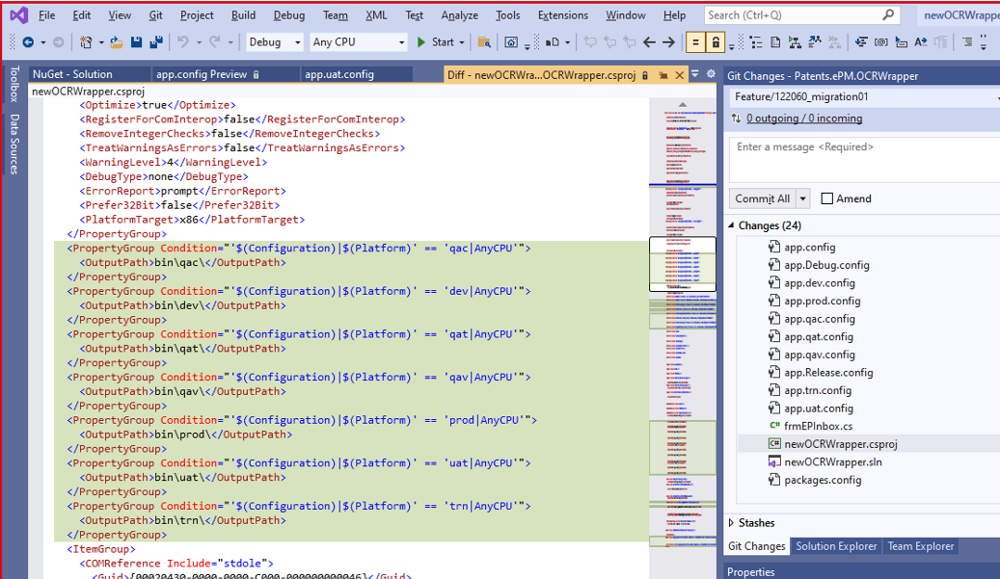 File Edit View Git Project Build Debug Team XML Test Analyze Tools Extensions Window Help Search (Ctrl+Q) newOCRWrappe
Debug Any CPU Start
Toolbox
Data Sources
NuGet - Solution app.config Preview app.uat.config Diff - newOCRWra...OCRWrapper.csproj
newOCRWrapper.csproj
<Optimize>true</Optimize>
<RegisterForComInterop>false</RegisterForComInterop>
<RemoveIntegerChecks>false</RemoveIntegerChecks>
<TreatWarningsAsErrors>false</TreatWarningsAsErrors>
<WarningLevel>4</WarningLevel>
<DebugType>none</DebugType>
<ErrorReport>prompt</ErrorReport>
<Prefer32Bit>false</Prefer32Bit>
<PlatformTarget>x86</PlatformTarget>
</PropertyGroup>
<PropertyGroup Condition="'$(Configuration)|$(Platform)' == 'qac|AnyCPU'">
<OutputPath>bin\qac\</OutputPath>
</PropertyGroup>
<PropertyGroup Condition="'$(Configuration)|$(Platform)' == 'dev|AnyCPU'">
<OutputPath>bin\dev\</OutputPath>
</PropertyGroup>
<PropertyGroup Condition="'$(Configuration)|$(Platform)' == 'qat|AnyCPU'">
<OutputPath>bin\qat\</OutputPath>
</PropertyGroup>
<PropertyGroup Condition="'$(Configuration)|$(Platform)' == 'qav|AnyCPU'">
<OutputPath>bin\qav\</OutputPath>
</PropertyGroup>
<PropertyGroup Condition="'$(Configuration)|$(Platform)' == 'prod|AnyCPU'">
<OutputPath>bin\prod\</OutputPath>
</PropertyGroup>
<PropertyGroup Condition="'$(Configuration)|$(Platform)' == 'uat|AnyCPU'">
<OutputPath>bin\uat\</OutputPath>
</PropertyGroup>
<PropertyGroup Condition="'$(Configuration)|$(Platform)' == 'trn|AnyCPU'">
<OutputPath>bin\trn\</OutputPath>
</PropertyGroup>
<ItemGroup>
<COMReference Include="stdole">
<Guid>{00020430-0000-0000-C000-000000000046}</Guid>
Git Changes - Patents.ePM.OCRWrapper
Feature/122060_migration01
0 outgoing / 0 incoming
Enter a message <Required>
Commit All Amend
Changes (24)
app.config
app.Debug.config
app.dev.config
app.prod.config
app.qac.config
app.qat.config
app.qav.config
app.Release.config
app.trn.config
app.uat.config
C# frmEPInbox.cs
C# newOCRWrapper.csproj
newOCRWrapper.sln
packages.config
Stashes
Git Changes Solution Explorer Team Explorer
Properties